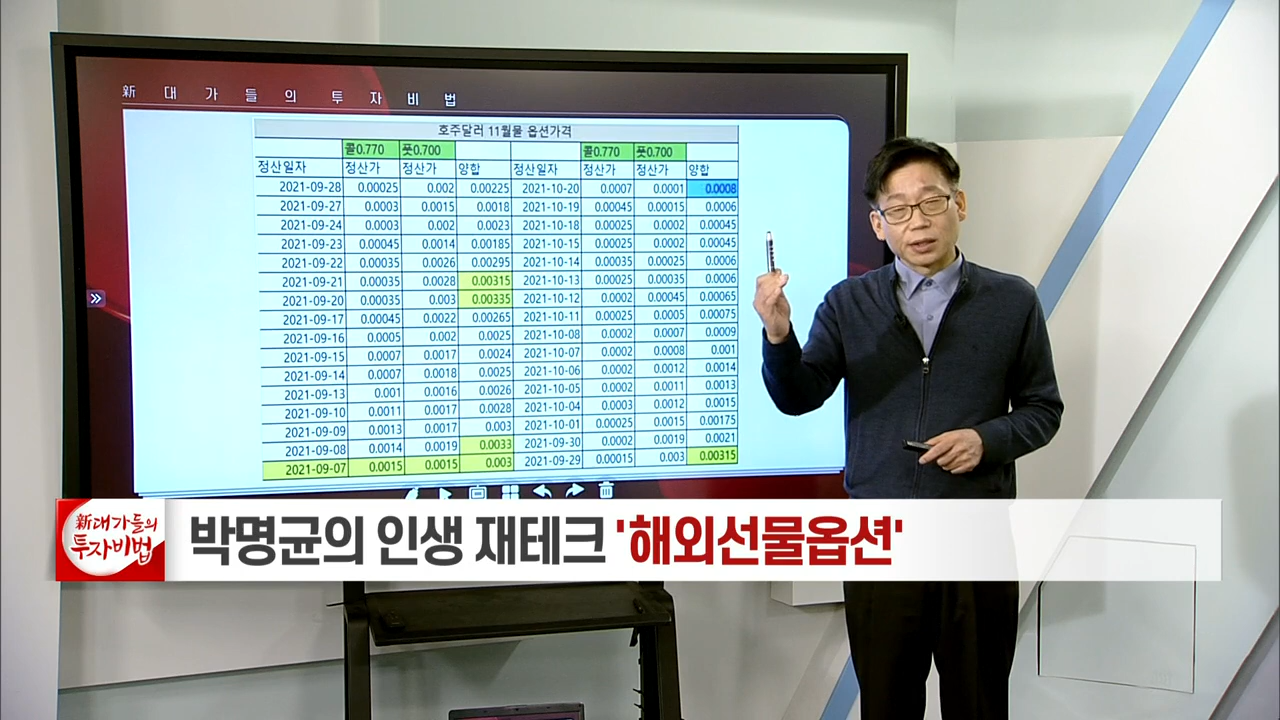 新 대 가 들 의 투 자 비 법
호주달러 11월물 옵션가격
콜0.770 풋0.700 콜0.770 풋0.700
정산일자 정산가 정산가 양합 정산일자 정산가 정산가 양합
2021-09-28 0.00025 0.002 0.00225 2021-10-20 0.0007 0.0001 0.0008
2021-09-27 0.0003 0.0015 0.0018 2021-10-19 0.00045 0.00015 0.0006
2021-09-24 0.0003 0.002 0.0023 2021-10-18 0.00025 0.0002 0.00045
2021-09-23 0.00045 0.0014 0.00185 2021-10-15 0.00025 0.0002 0.00045
2021-09-22 0.00035 0.0026 0.00295 2021-10-14 0.00035 0.00025 0.0006
2021-09-21 0.00035 0.0028 0.00315 2021-10-13 0.00025 0.00035 0.0006
2021-09-20 0.00035 0.003 0.00335 2021-10-12 0.0002 0.00045 0.00065
2021-09-17 0.00045 0.0022 0.00265 2021-10-11 0.00025 0.0005 0.00075
2021-09-16 0.0005 0.002 0.0025 2021-10-08 0.0002 0.0007 0.0009
2021-09-15 0.0007 0.0017 0.0024 2021-10-07 0.0002 0.0008 0.001
2021-09-14 0.0007 0.0018 0.0025 2021-10-06 0.0002 0.0012 0.0014
2021-09-13 0.001 0.0016 0.0026 2021-10-05 0.0002 0.0011 0.0013
2021-09-10 0.0011 0.0017 0.0028 2021-10-04 0.0003 0.0012 0.0015
2021-09-09 0.0013 0.0017 0.003 2021-10-01 0.00025 0.0015 0.00175
2021-09-08 0.0014 0.0019 0.0033 2021-09-30 0.0002 0.0019 0.0021
2021-09-07 0.0015 0.0015 0.003 2021-09-29 0.00015 0.003 0.00315
新대가들의
투자비법
박명균의 인생 재테크 '해외선물옵션'